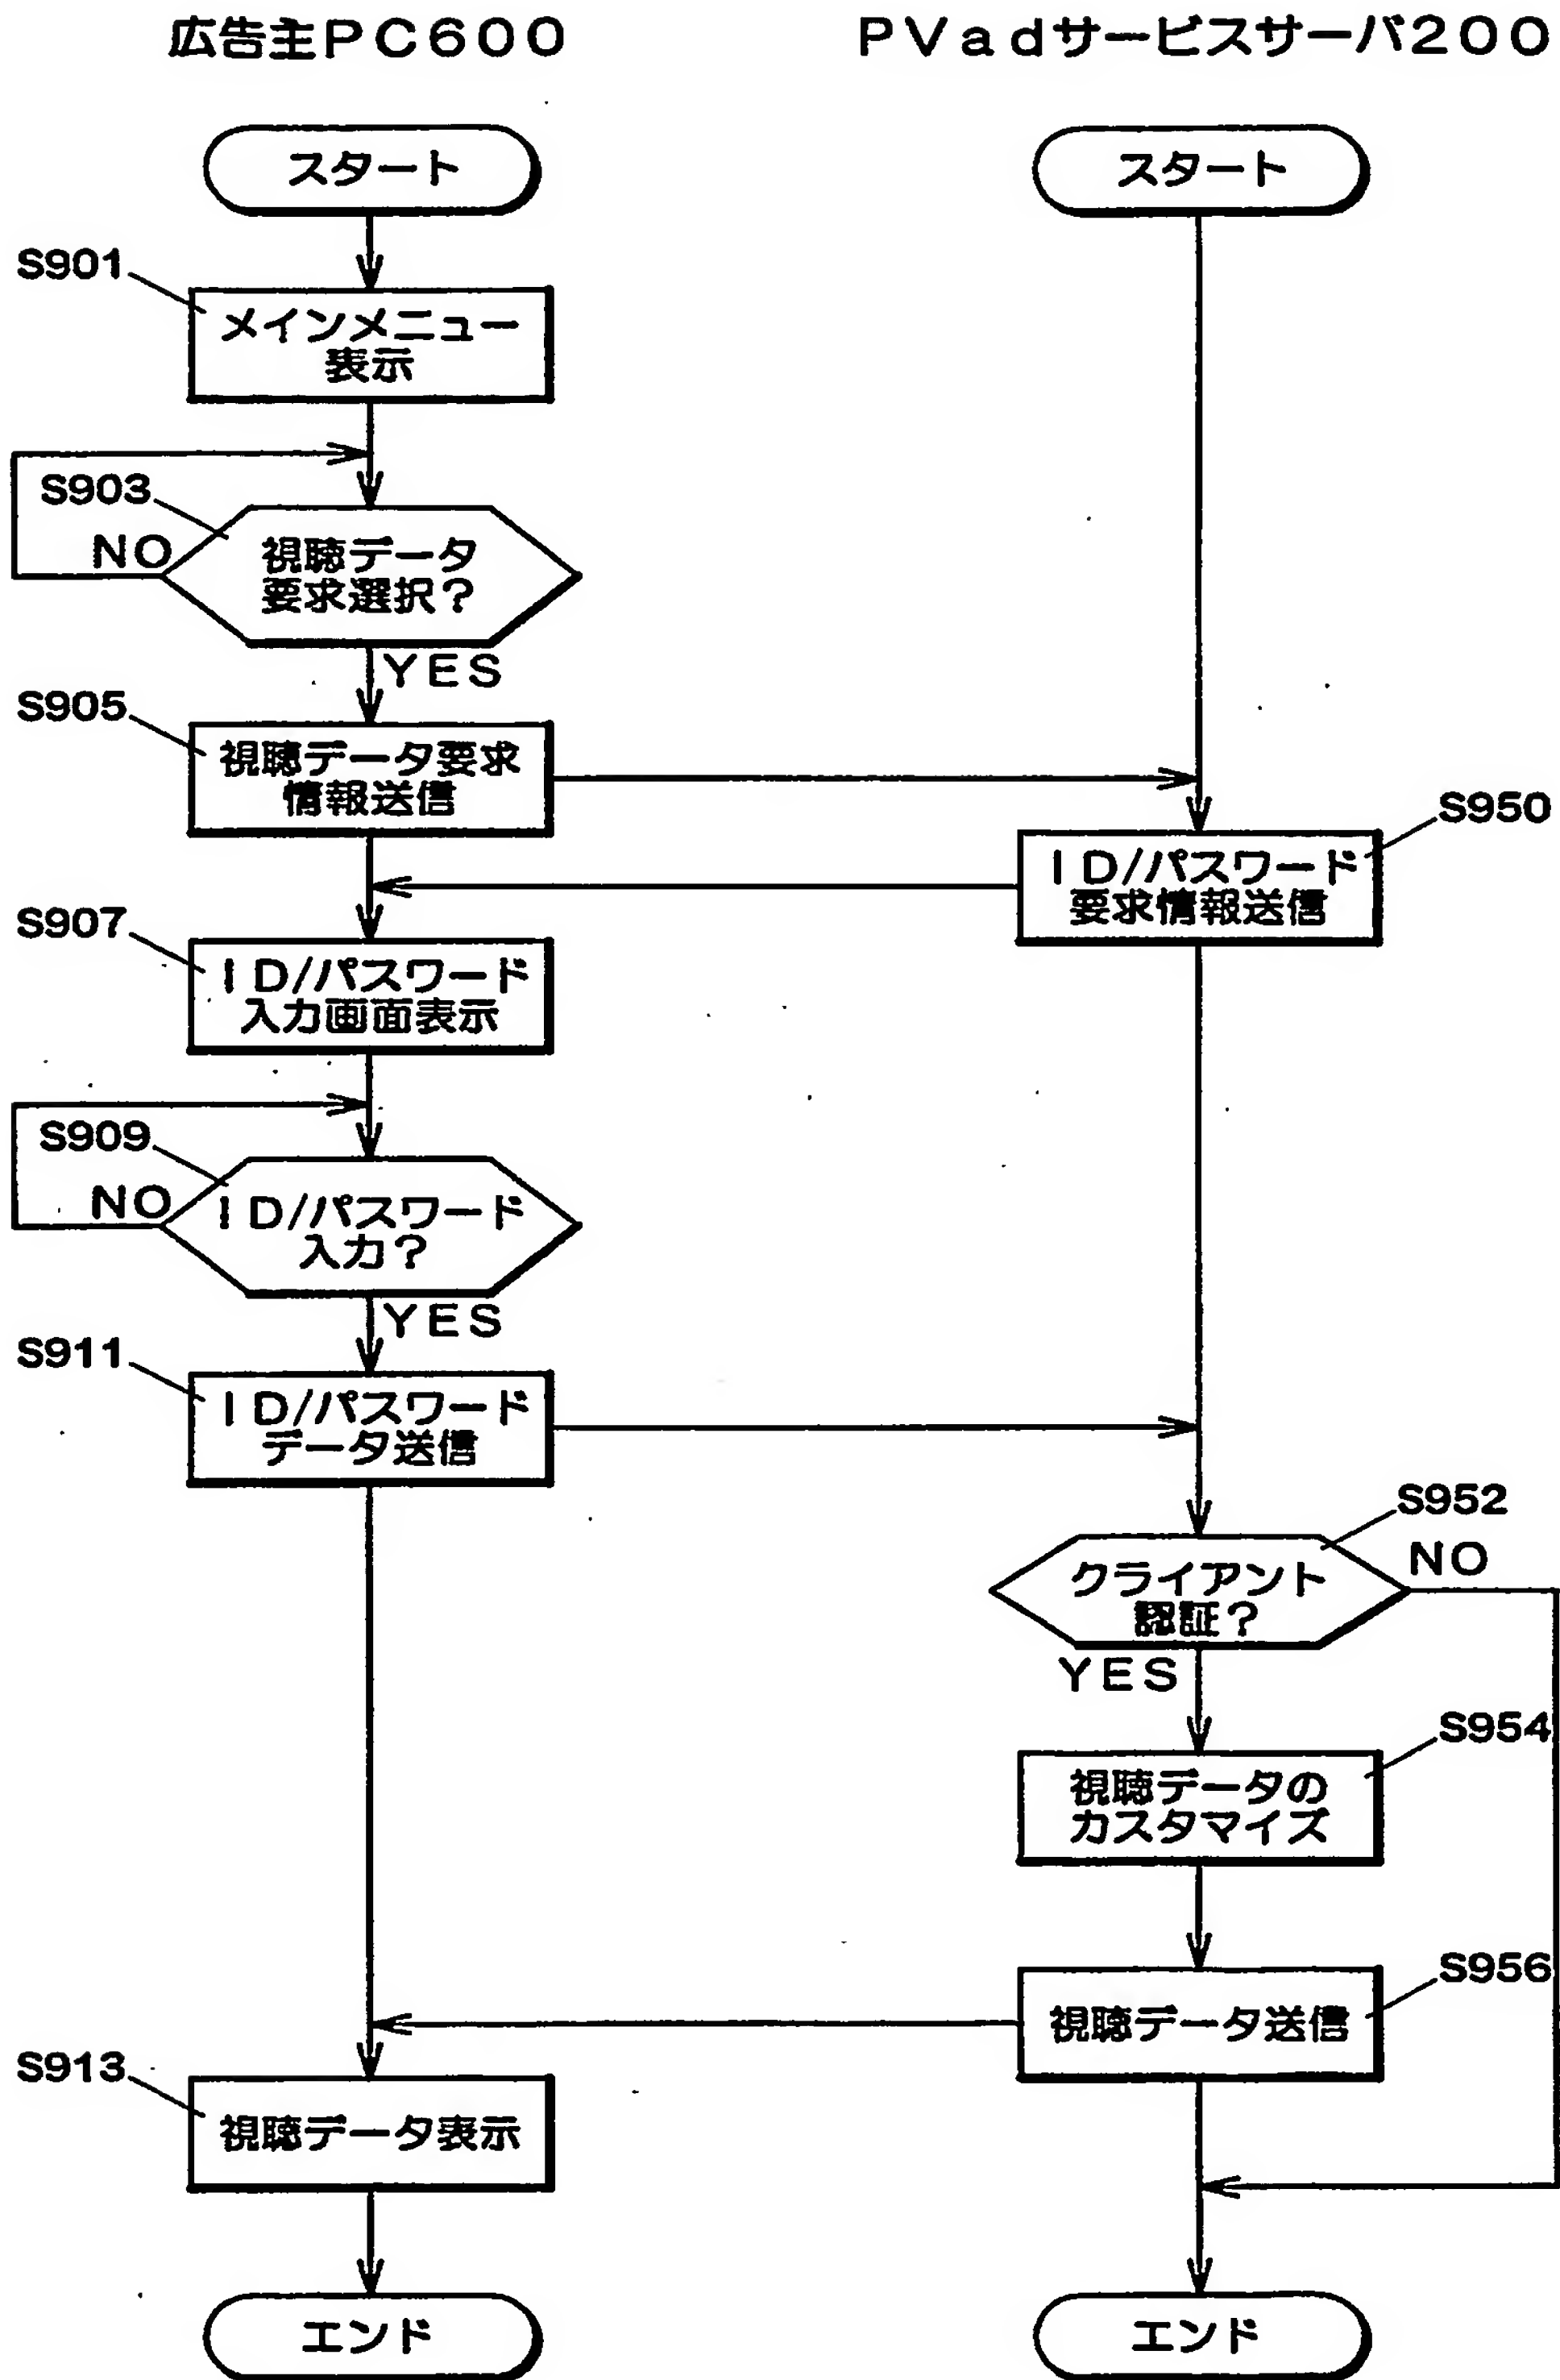 広告主PC600
PVadサービスサーバ200
スタート
スタート
S901
メインメニュー
表示
S903
NO
視聴データ
要求選択?
YES
S905
視聴データ要求
情報送信
S950
ID/パスワード
要求情報送信
S907
ID/パスワード
入力画面表示
S909
NO
ID/パスワード
入力?
YES
S911
ID/パスワード
データ送信
S952
NO
クライアント
認証?
YES
S954
視聴データの
カスタマイズ
S956
視聴データ送信
S913
視聴データ表示
エンド
エンド